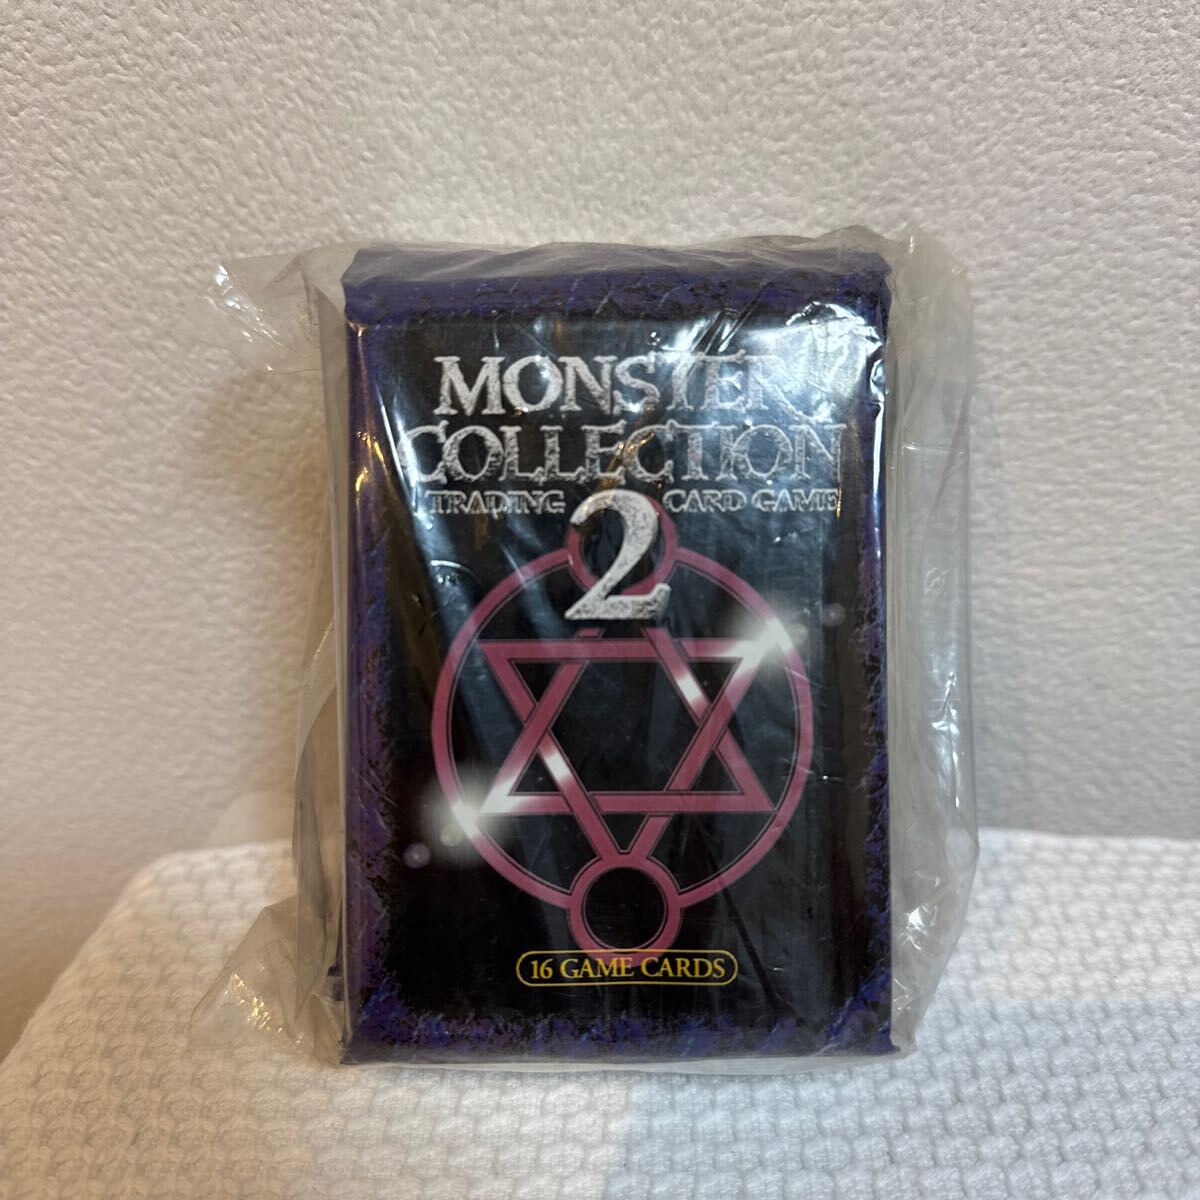 MONSTER
COLLECTION
TRADING CARD GAME
2
16 GAME CARDS